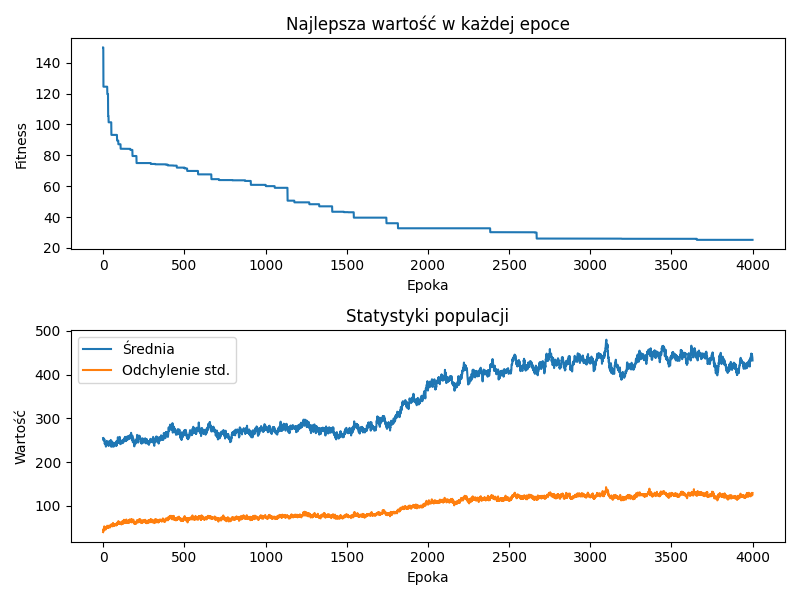 Najlepsza wartość w każdej epoce
Fitness
140
120
100
80
60
40
20
0 500 1000 1500 2000 2500 3000 3500 4000
Epoka
Statystyki populacji
Wartość
500
400
300
200
100
Średnia
Odchylenie std.
0 500 1000 1500 2000 2500 3000 3500 4000
Epoka